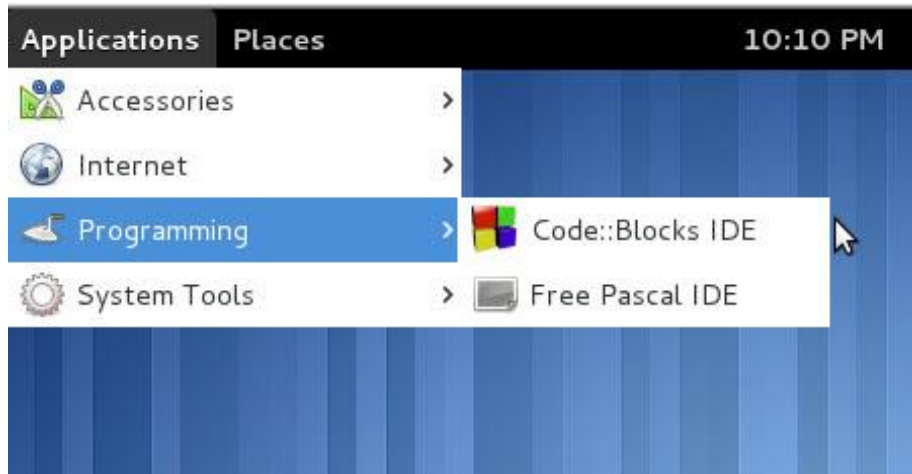 Applications Places 10:10 PM
Accessories
Internet
Programming
Code::Blocks IDE
System Tools
Free Pascal IDE